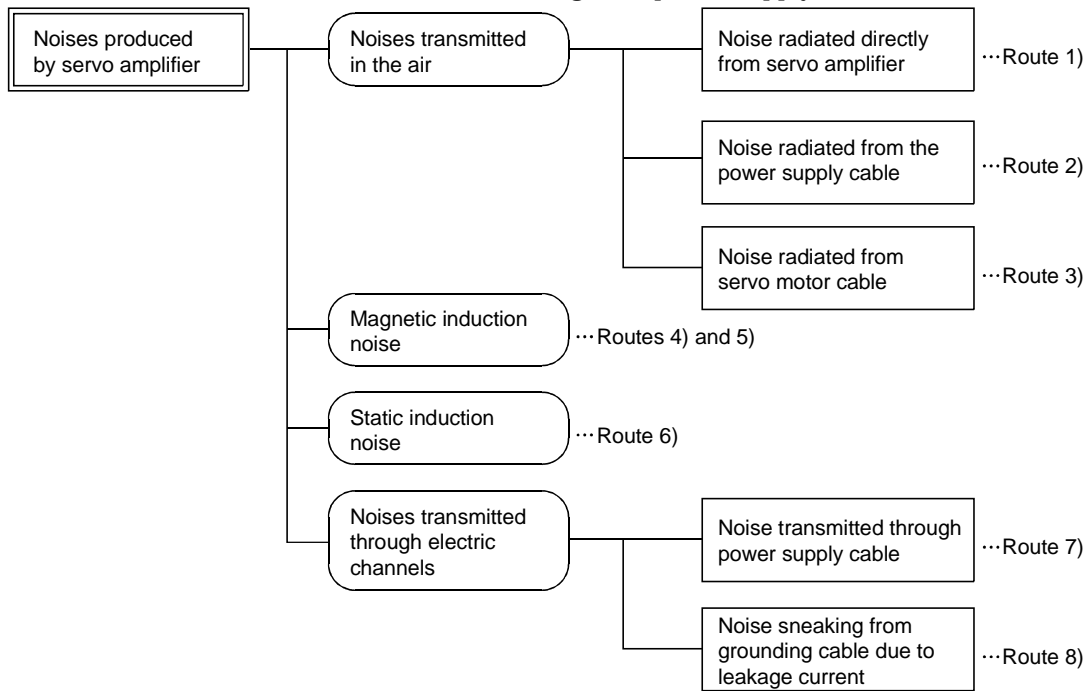 Noises produced
by servo amplifier
Noises transmitted
in the air
Noise radiated directly
from servo amplifier
…Route 1)
Noise radiated from the
power supply cable
…Route 2)
Noise radiated from
servo motor cable
…Route 3)
Magnetic induction
noise
…Routes 4) and 5)
Static induction
noise
…Route 6)
Noises transmitted
through electric
channels
Noise transmitted through
power supply cable
…Route 7)
Noise sneaking from
grounding cable due to
leakage current
…Route 8)